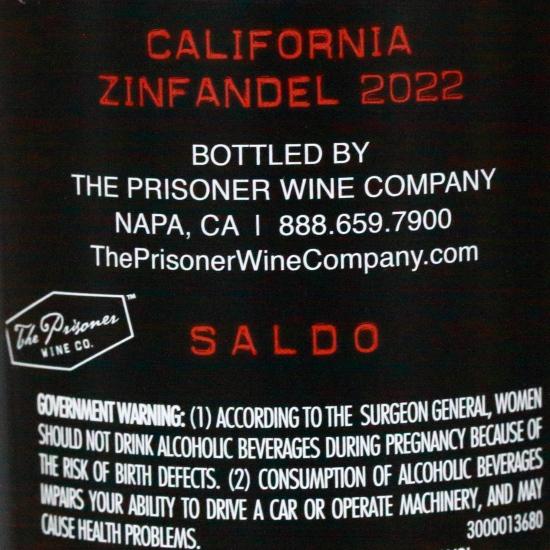 CALIFORNIA
ZINFANDEL 2022
BOTTLED BY
THE PRISONER WINE COMPANY
NAPA, CA | 888.659.7900
ThePrisonerWineCompany.com
The Prisoner™
WINE CO.
SALDO
GOVERNMENT WARNING: (1) ACCORDING TO THE SURGEON GENERAL, WOMEN
SHOULD NOT DRINK ALCOHOLIC BEVERAGES DURING PREGNANCY BECAUSE OF
THE RISK OF BIRTH DEFECTS. (2) CONSUMPTION OF ALCOHOLIC BEVERAGES
IMPAIRS YOUR ABILITY TO DRIVE A CAR OR OPERATE MACHINERY, AND MAY
CAUSE HEALTH PROBLEMS.
3000013680